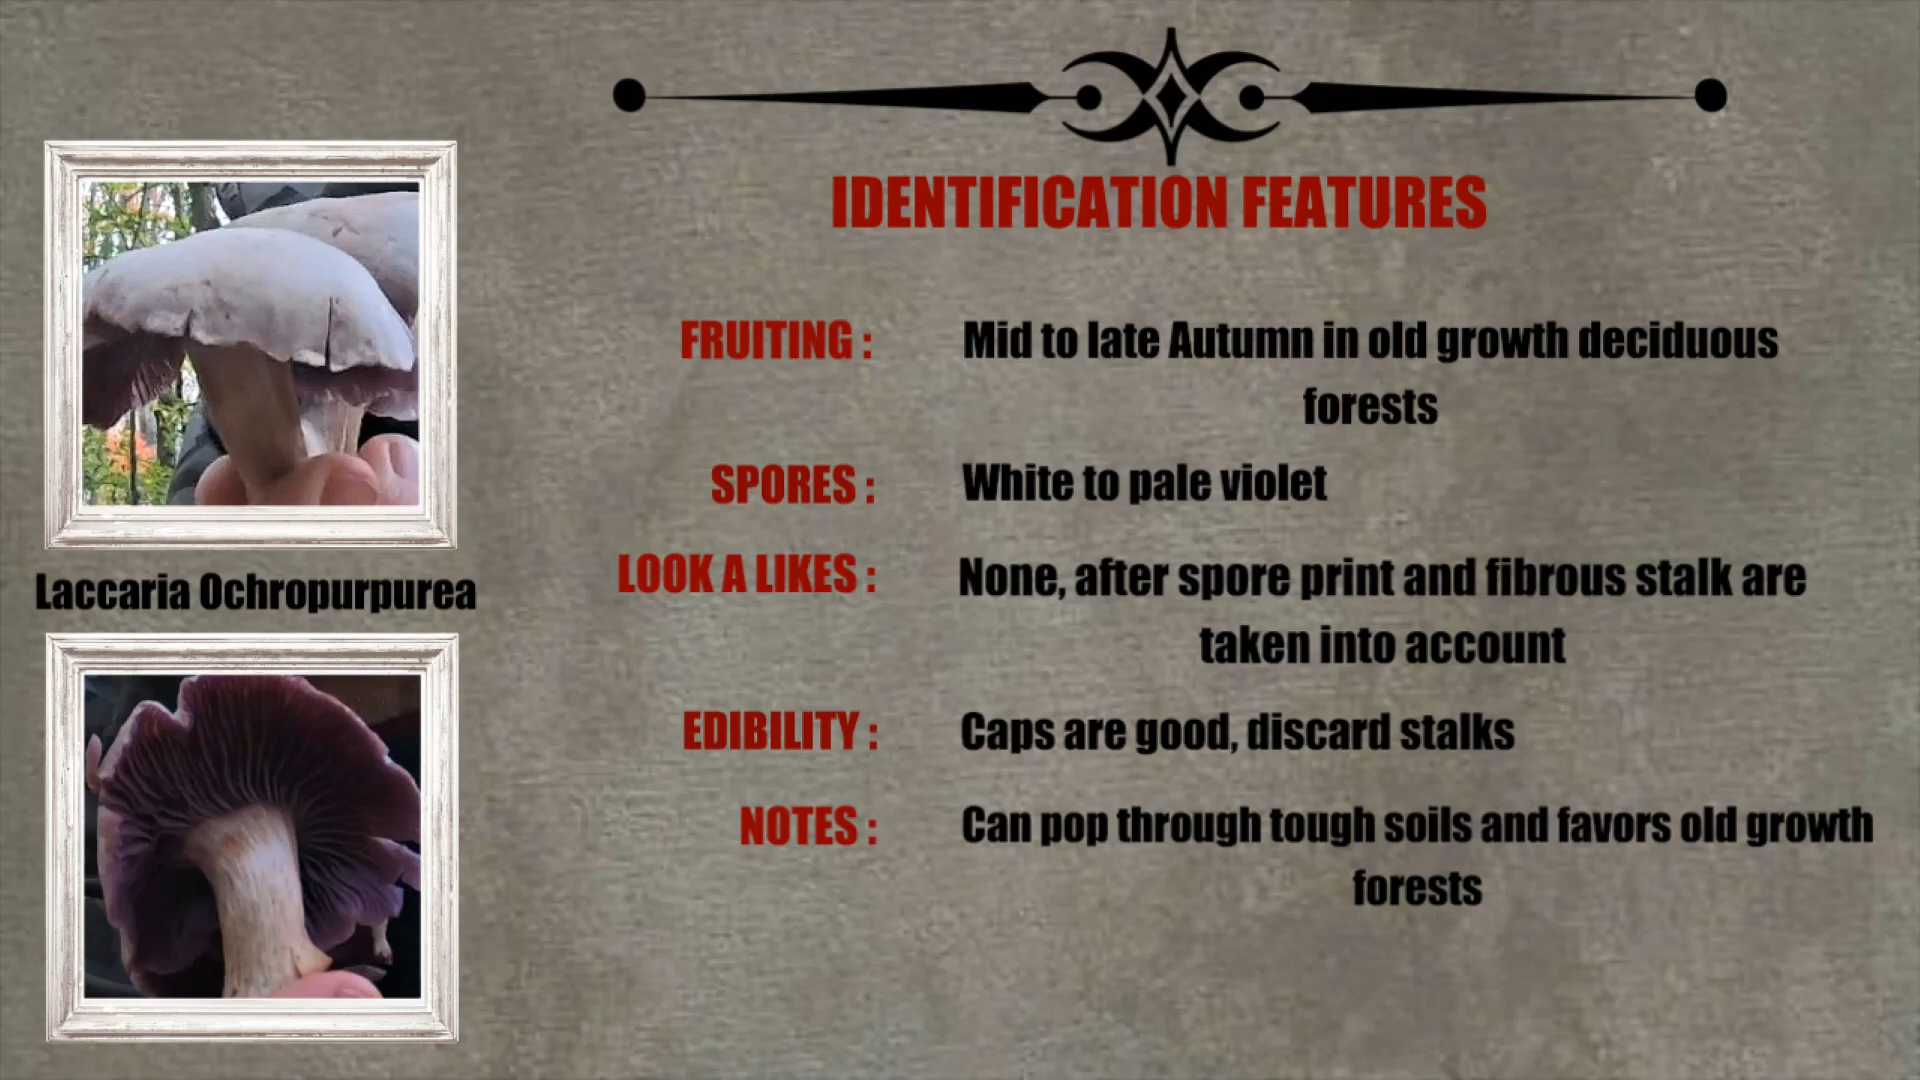 IDENTIFICATION FEATURES
Laccaria Ochropurpurea
FRUITING : Mid to late Autumn in old growth deciduous
forests
SPORES : White to pale violet
LOOK A LIKES : None, after spore print and fibrous stalk are
taken into account
EDIBILITY : Caps are good, discard stalks
NOTES : Can pop through tough soils and favors old growth
forests